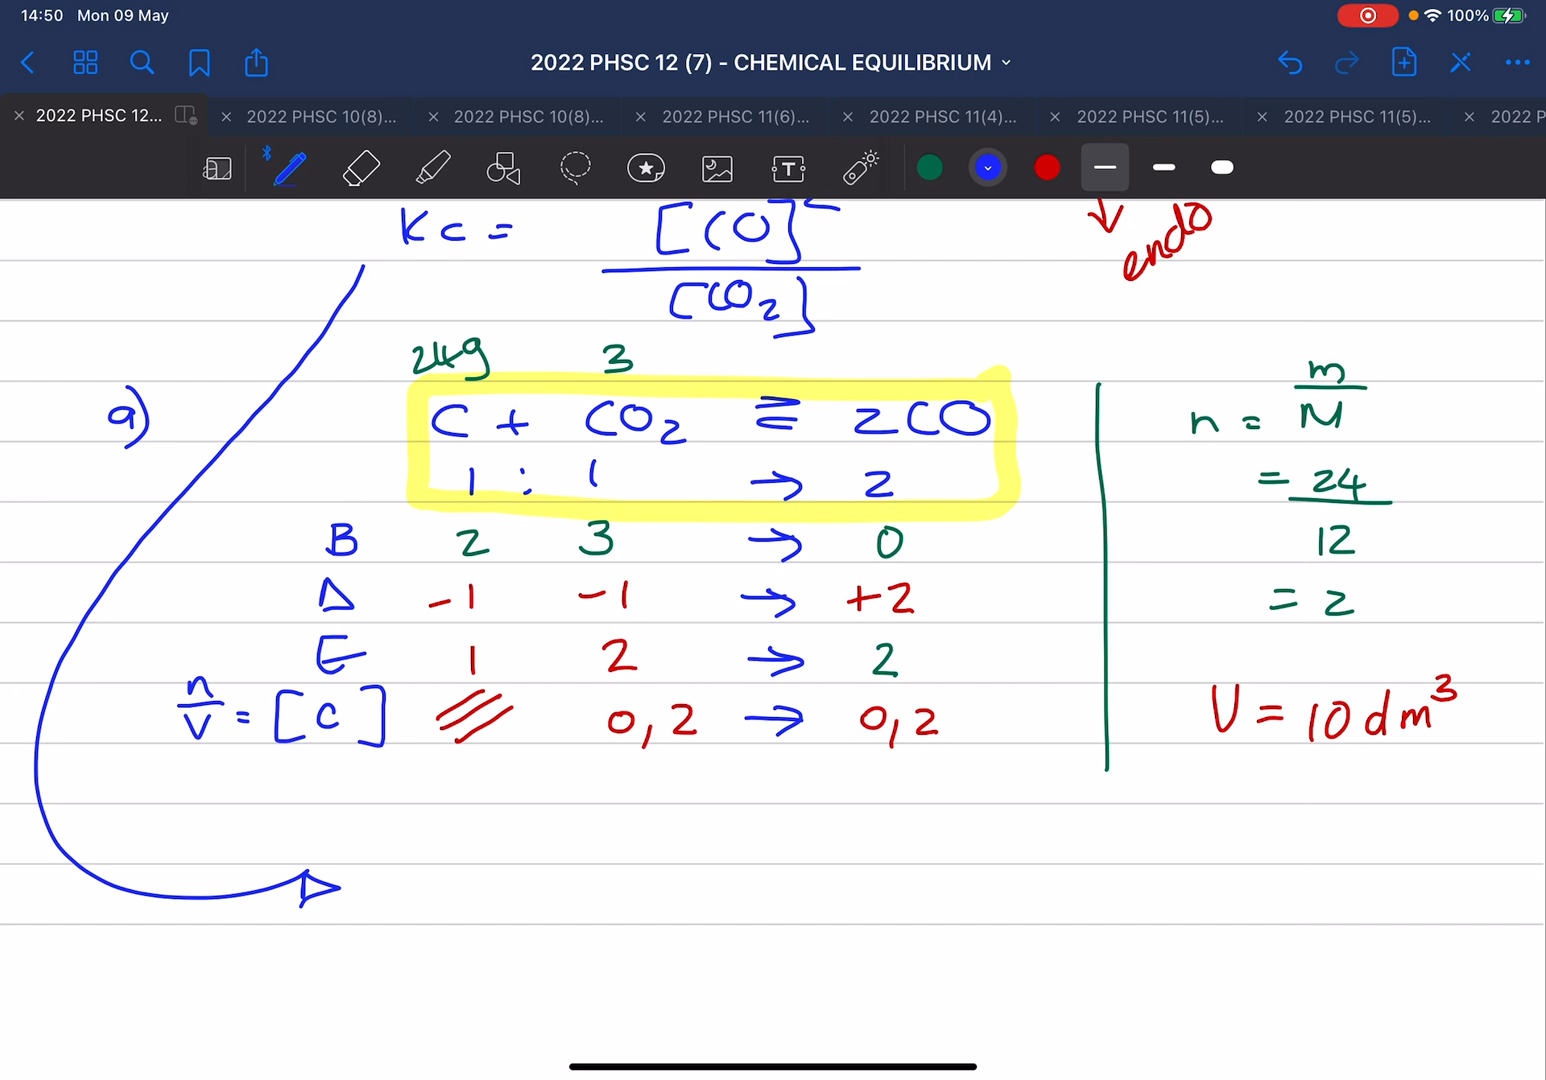 14:50 Mon 09 May 100%
2022 PHSC 12 (7) - CHEMICAL EQUILIBRIUM
2022 PHSC 12... 2022 PHSC 10(8)... 2022 PHSC 10(8)... 2022 PHSC 11(6)... 2022 PHSC 11(4)... 2022 PHSC 11(5)... 2022 PHSC 11(5)... 2022 P
T
Kc = [CO]²
[CO₂]
↓ endo
24g 3
a) C + CO₂ ⇌ 2CO
1 : 1 → 2
B 2 3 → 0
Δ -1 -1 → +2
E 1 2 → 2
n/V = [C] 0,2 → 0,2
n = m/M
= 24/12
= 2
V = 10 dm³